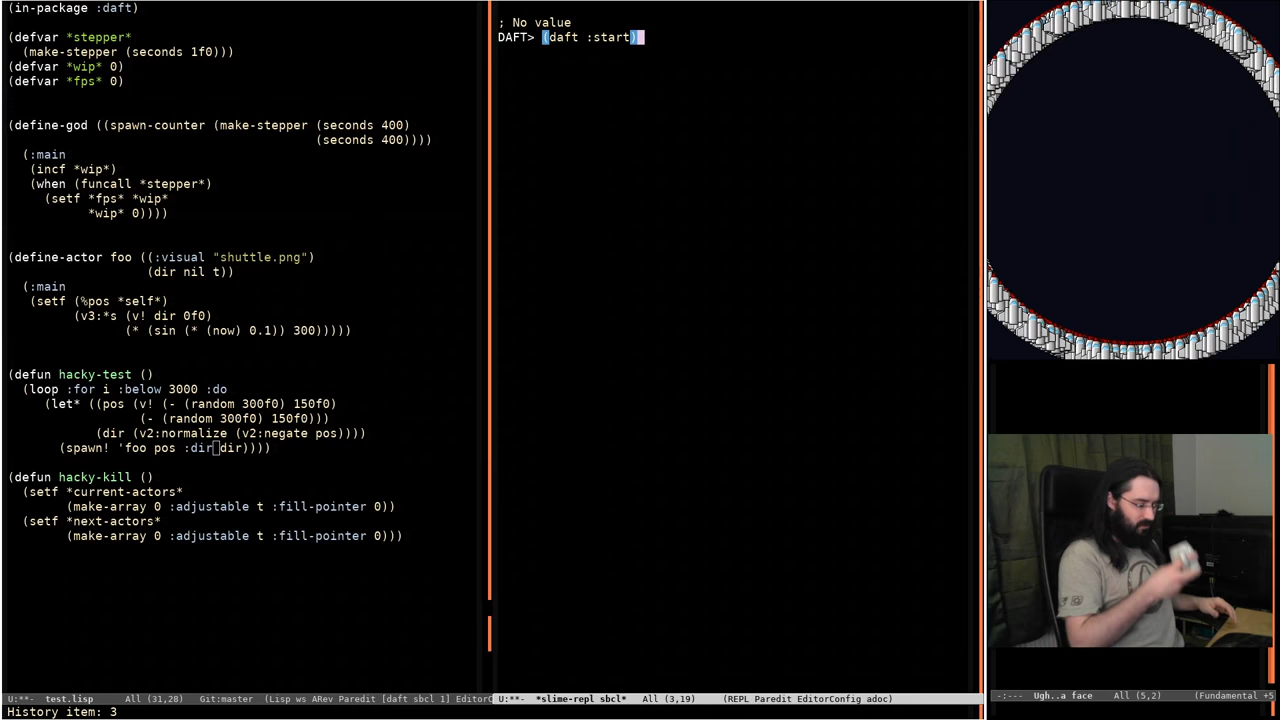 (in-package :daft)
(defvar *stepper*
(make-stepper (seconds 1f0)))
(defvar *wip* 0)
(defvar *fps* 0)
(define-god ((spawn-counter (make-stepper (seconds 400)
(seconds 400))))
(:main
(incf *wip*)
(when (funcall *stepper*)
(setf *fps* *wip*
*wip* 0))))
(define-actor foo ((:visual "shuttle.png")
(dir nil t))
(:main
(setf (%pos *self*)
(v3:*s (v! dir 0f0)
(* (sin (* (now) 0.1)) 300)))))
(defun hacky-test ()
(loop :for i :below 3000 :do
(let* ((pos (v! (- (random 300f0) 150f0)
(- (random 300f0) 150f0)))
(dir (v2:normalize (v2:negate pos))))
(spawn! 'foo pos :dir dir))))
(defun hacky-kill ()
(setf *current-actors*
(make-array 0 :adjustable t :fill-pointer 0))
(setf *next-actors*
(make-array 0 :adjustable t :fill-pointer 0)))
U:**- test.lisp All (31,28) Git:master (Lisp ws ARev Paredit [daft sbcl 1] EditorC
History item: 3
; No value
DAFT> (daft :start)
U:**- *slime-repl sbcl* All (3,19) (REPL Paredit EditorConfig adoc)
-:--- Ugh..a face All (5,2) (Fundamental +5